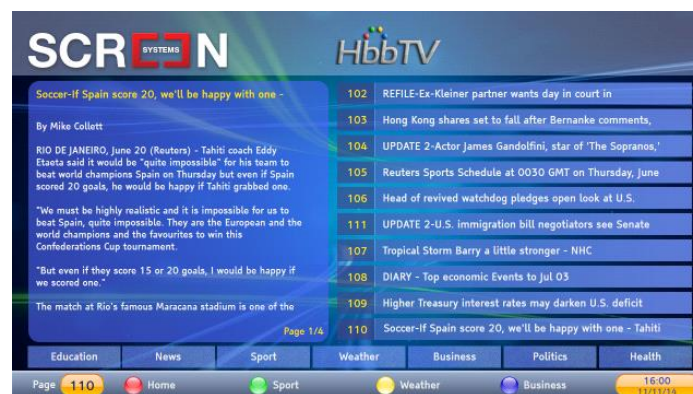 SCREEN
SYSTEMS
HbbTV
Soccer-If Spain score 20, we'll be happy with one -
By Mike Collett
RIO DE JANEIRO, June 20 (Reuters) - Tahiti coach Eddy
Etaeta said it would be "quite impossible" for his team to
beat world champions Spain on Thursday but even if Spain
scored 20 goals, he would be happy if Tahiti grabbed one.
"We must be highly realistic and it is impossible for us to
beat Spain, quite impossible. They are the European and the
world champions and the favourites to win this
Confederations Cup tournament.
"But even if they score 15 or 20 goals, I would be happy if
we scored one."
The match at Rio's famous Maracana stadium is one of the
Page 1/4
102 REFILE-Ex-Kleiner partner wants day in court in
103 Hong Kong shares set to fall after Bernanke comments,
104 UPDATE 2-Actor James Gandolfini, star of 'The Sopranos,'
105 Reuters Sports Schedule at 0030 GMT on Thursday, June
106 Head of revived watchdog pledges open look at U.S.
111 UPDATE 2-U.S. immigration bill negotiators see Senate
107 Tropical Storm Barry a little stronger - NHC
108 DIARY - Top economic Events to Jul 03
109 Higher Treasury interest rates may darken U.S. deficit
110 Soccer-If Spain score 20, we'll be happy with one - Tahiti
Education News Sport Weather Business Politics Health
Page 110 Home Sport Weather Business 16:00
11/11/14